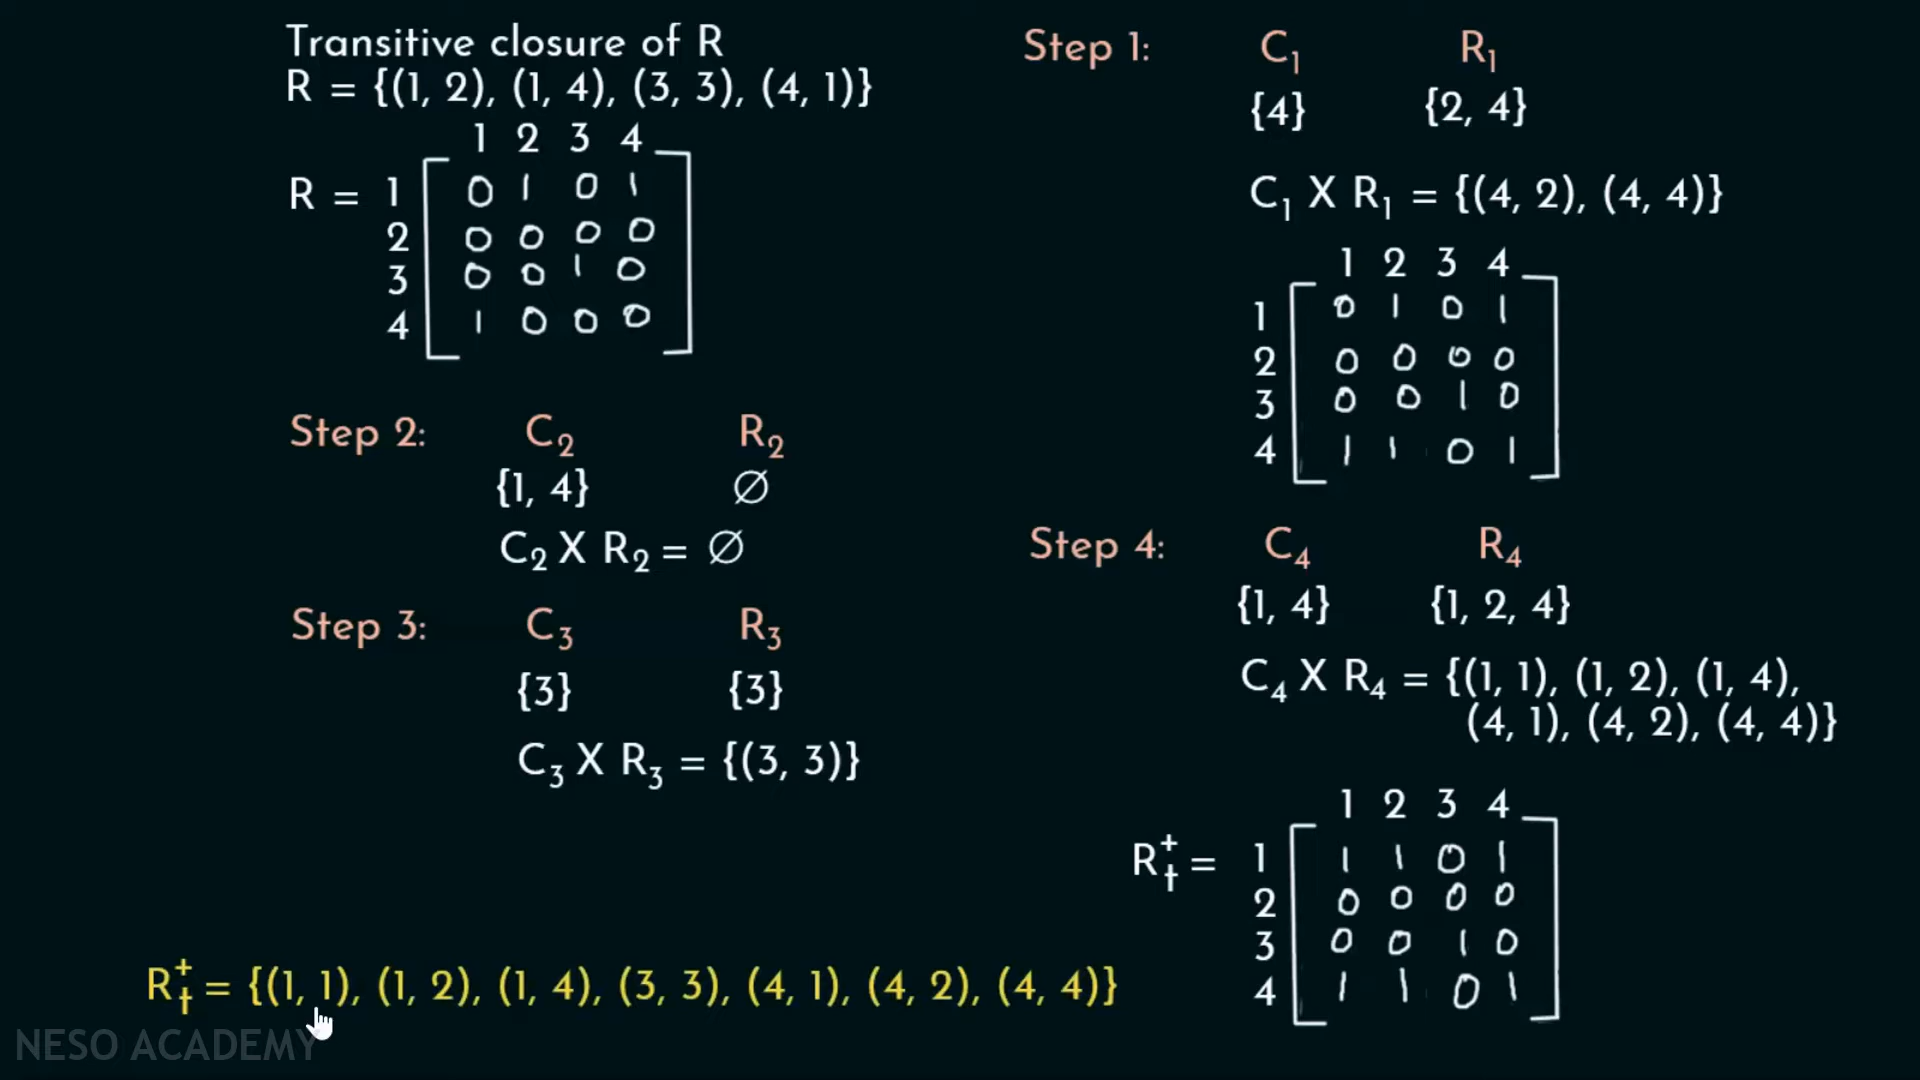 Transitive closure of R
R = {(1, 2), (1, 4), (3, 3), (4, 1)}
1 2 3 4
R = 1 0 1 0 1
2 0 0 0 0
3 0 0 1 0
4 1 0 0 0
Step 1: C₁ R₁
{4} {2, 4}
C₁ X R₁ = {(4, 2), (4, 4)}
1 2 3 4
1 0 1 0 1
2 0 0 0 0
3 0 0 1 0
4 1 1 0 1
Step 2: C₂ R₂
{1, 4} ∅
C₂ X R₂ = ∅
Step 3: C₃ R₃
{3} {3}
C₃ X R₃ = {(3, 3)}
Step 4: C₄ R₄
{1, 4} {1, 2, 4}
C₄ X R₄ = {(1, 1), (1, 2), (1, 4),
(4, 1), (4, 2), (4, 4)}
1 2 3 4
R⁺† = 1 1 1 0 1
2 0 0 0 0
3 0 0 1 0
4 1 1 0 1
R⁺† = {(1, 1), (1, 2), (1, 4), (3, 3), (4, 1), (4, 2), (4, 4)}
NESO ACADEMY